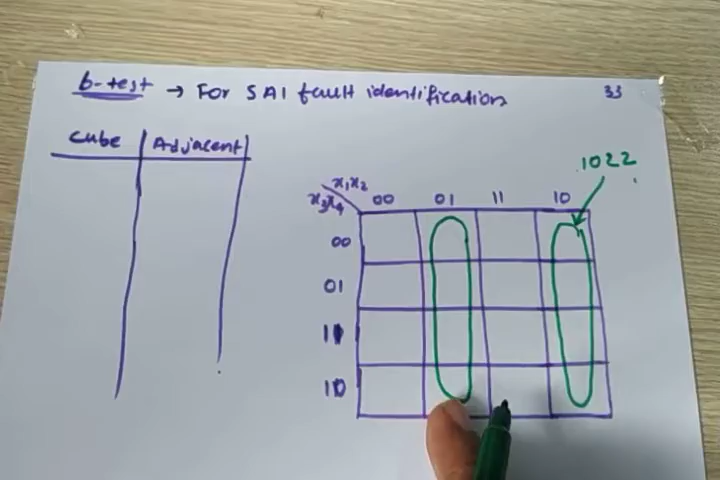 b-test → For SA1 fault identification 33
Cube Adjacent
1022
x1x2
x3x4 00 01 11 10
00
01
11
10